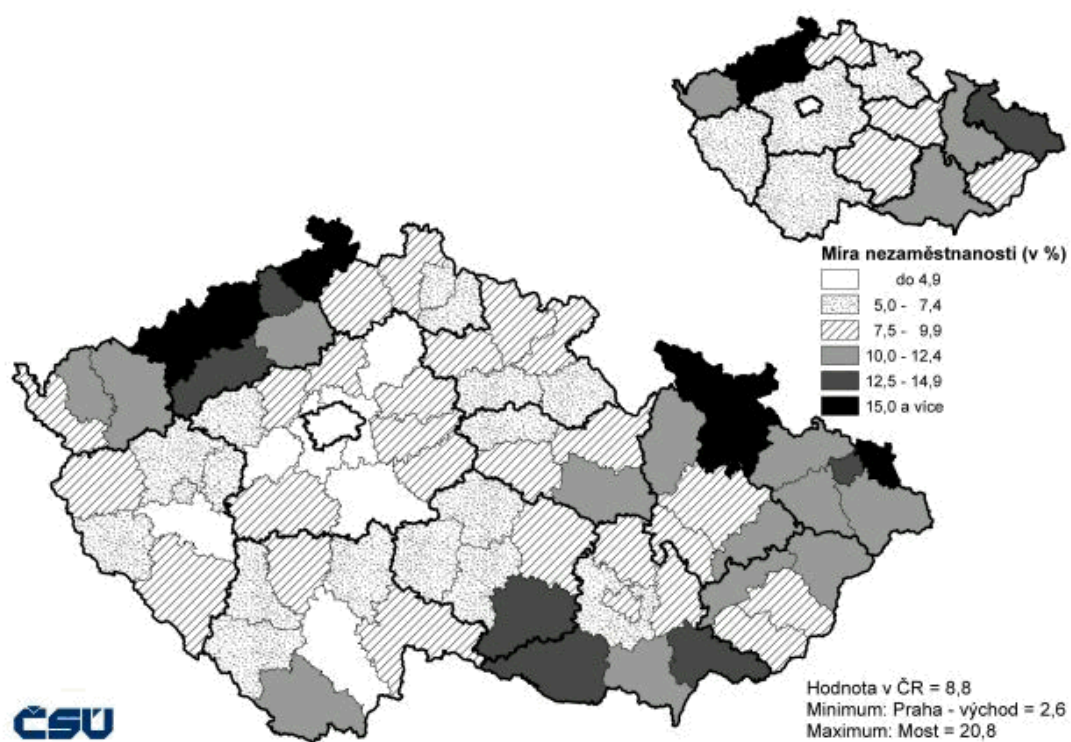 Míra nezaměstnanosti (v %)
do 4,9
5,0 - 7,4
7,5 - 9,9
10,0 - 12,4
12,5 - 14,9
15,0 a více
Hodnota v ČR = 8,8
Minimum: Praha - východ = 2,6
Maximum: Most = 20,8
ČSÚ